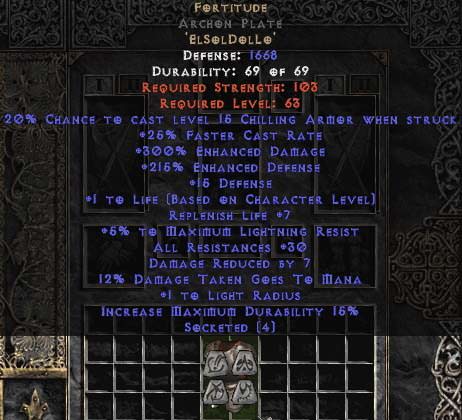 Fortitude
Archon Plate
'ElSolDolLo'
Defense: 1668
Durability: 69 of 69
Required Strength: 103
Required Level: 63
20% Chance to cast level 15 Chilling Armor when struck
+25% Faster Cast Rate
+300% Enhanced Damage
+215% Enhanced Defense
+15 Defense
+1 to Life (Based on Character Level)
Replenish Life +7
+5% to Maximum Lightning Resist
All Resistances +30
Damage Reduced by 7
12% Damage Taken Goes To Mana
+1 to Light Radius
Increase Maximum Durability 15%
Socketed (4)